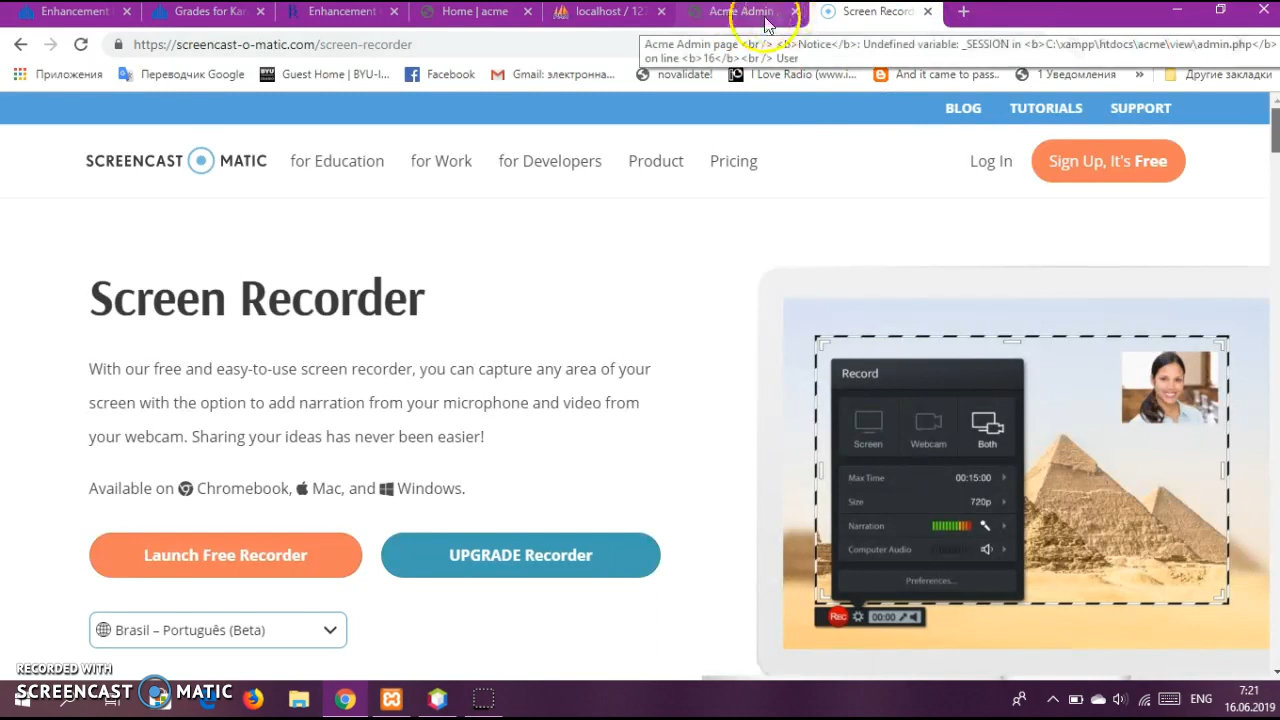 Enhancement
Grades for Kar
Enhancement
Home | acme
localhost / 127
Acme Admin
Screen Record
https://screencast-o-matic.com/screen-recorder
Acme Admin page <br /> <b>Notice</b>: Undefined variable: _SESSION in <b>C:\xampp\htdocs\acme\view\admin.php</b>
on line <b>16</b><br /> User
Приложения
Переводчик Google
BYU Guest Home | BYU-I...
Facebook
Gmail: электронна...
novalidate!
I Love Radio (www.i...
And it came to pass..
1 Университет
»
Другие закладки
BLOG TUTORIALS SUPPORT
SCREENCAST MATIC
for Education
for Work
for Developers
Product
Pricing
Log In
Sign Up, It's Free
Screen Recorder
With our free and easy-to-use screen recorder, you can capture any area of your
screen with the option to add narration from your microphone and video from
your webcam. Sharing your ideas has never been easier!
Available on Chromebook, Mac, and Windows.
Launch Free Recorder
UPGRADE Recorder
Brasil – Português (Beta)
Record
Screen Webcam Both
Max Time 00:15:00
Size 720p
Narration
Computer Audio
Preferences...
Rec 00:00
RECORDED WITH
SCREENCAST MATIC
ENG
7:21
16.06.2019